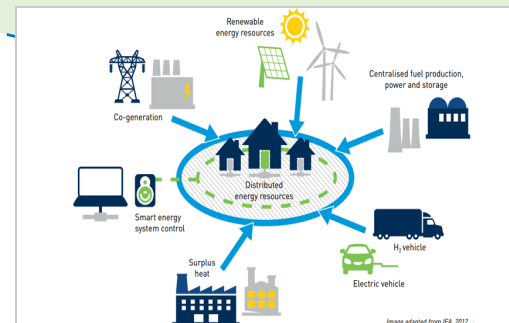 Renewable
energy resources
Centralised fuel production,
power and storage
Co-generation
Distributed
energy resources
Smart energy
system control
H₂ vehicle
Surplus
heat
Electric vehicle
Image adapted from IEA, 2012